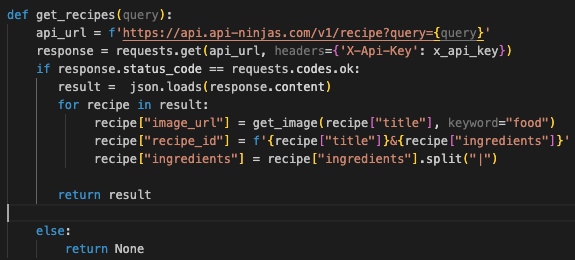 def get_recipes(query):
    api_url = f'https://api.api-ninjas.com/v1/recipe?query={query}'
    response = requests.get(api_url, headers={'X-Api-Key': x_api_key})
    if response.status_code == requests.codes.ok:
       result =  json.loads(response.content)
       for recipe in result:
            recipe["image_url"] = get_image(recipe["title"], keyword="food")
            recipe["recipe_id"] = f'{recipe["title"]}&{recipe["ingredients"]}'
            recipe["ingredients"] = recipe["ingredients"].split("|")
       return result
    else:
        return None